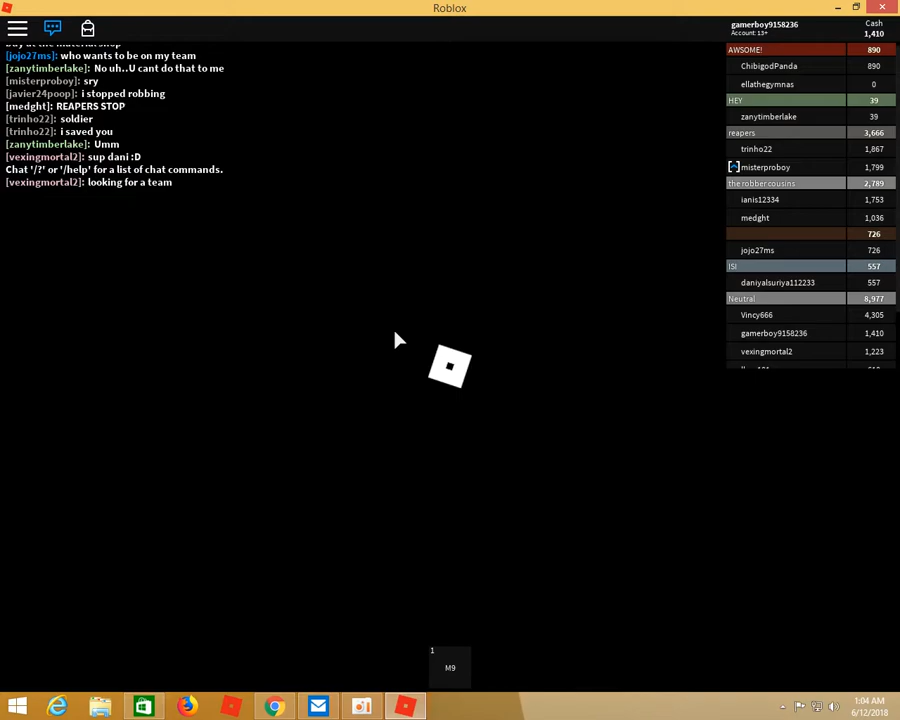 Roblox
gamerboy9158236
Account: 13+
Cash
1,410
[jojo27ms]: who wants to be on my team
[zanytimberlake]: No uh..U cant do that to me
[misterproboy]: sry
[javier24poop]: i stopped robbing
[medght]: REAPERS STOP
[trinho22]: soldier
[trinho22]: i saved you
[zanytimberlake]: Umm
[vexingmortal2]: sup dani :D
Chat '/?' or '/help' for a list of chat commands.
[vexingmortal2]: looking for a team
AWSOME! 890
ChibigodPanda 890
ellathegymnas 0
HEY 39
zanytimberlake 39
reapers 3,666
trinho22 1,867
misterproboy 1,799
the robber cousins 2,789
ianis12334 1,753
medght 1,036
726
jojo27ms 726
ISI 557
daniyalsuriya112233 557
Neutral 8,977
Vincy666 4,305
gamerboy9158236 1,410
vexingmortal2 1,223
1
M9
1:04 AM
6/12/2018